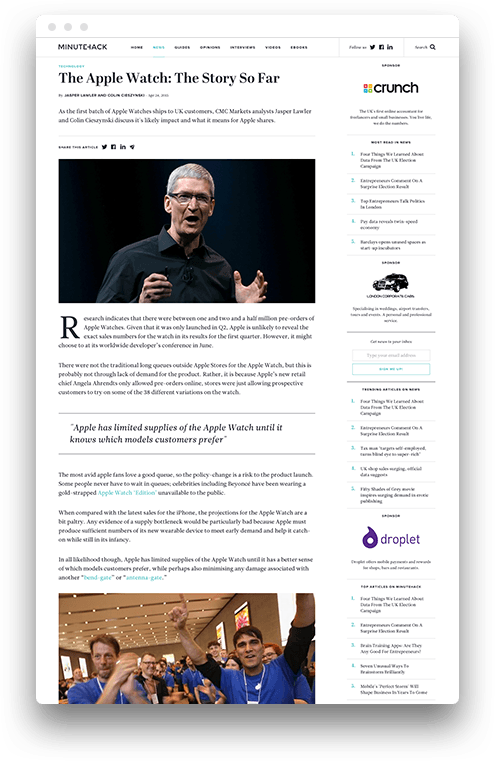 MINUTEHACK
HOME NEWS GUIDES OPINIONS INTERVIEWS VIDEOS EBOOKS
Follow us
Search
TECHNOLOGY
The Apple Watch: The Story So Far
By JASPER LAWLER AND COLIN CIESZYNSKI Apr 24, 2015
As the first batch of Apple Watches ships to UK customers, CMC Markets analysts Jasper Lawler
and Colin Cieszynski discuss it's likely impact and what it means for Apple shares.
SHARE THIS ARTICLE
Research indicates that there were between one and two and a half million pre-orders of
Apple Watches. Given that it was only launched in Q2, Apple is unlikely to reveal the
exact sales numbers for the watch in its results for the first quarter. However, it might
choose to at its worldwide developer's conference in June.
There were not the traditional long queues outside Apple Stores for the Apple Watch, but this is
probably not through lack of demand for the product. Rather, it is because Apple's new retail
chief Angela Ahrendts only allowed pre-orders online, stores were just allowing prospective
customers to try on some of the 38 different variations on the watch.
"Apple has limited supplies of the Apple Watch until it
knows which models customers prefer"
The most avid apple fans love a good queue, so the policy-change is a risk to the product launch.
Some people never have to wait in queues; celebrities including Beyoncé have been wearing a
gold-strapped Apple Watch 'Edition' unavailable to the public.
When compared with the latest sales for the iPhone, the projections for the Apple Watch are a
bit paltry. Any evidence of a supply bottleneck would be particularly bad because Apple must
produce sufficient numbers of its new wearable device to meet early demand and help it catch-
on while still in its infancy.
In all likelihood though, Apple has limited supplies of the Apple Watch until it has a better sense
of which models customers prefer, while perhaps also minimising any damage associated with
another "bend-gate" or "antenna-gate."
SPONSOR
crunch
The UK's first online accountant for
freelancers and small businesses. You live life,
we do the numbers.
MOST READ IN NEWS
1. Four Things We Learned About
Data From The UK Election
Campaign
2. Entrepreneurs Comment On A
Surprise Election Result
3. Top Entrepreneurs Talk Politics
In London
4. Pay data reveals twin-speed
economy
5. Barclays opens unused spaces as
start-up incubators
SPONSOR
LONDON CORPORATE CARS
Specialising in weddings, airport transfers,
tours and events. A personal and professional
service.
Get news to your inbox
Type your email address
SIGN ME UP!
TRENDING ARTICLES ON NEWS
1. Four Things We Learned About
Data From The UK Election
Campaign
2. Entrepreneurs Comment On A
Surprise Election Result
3. Tax man 'targets self-employed,
turns blind eye to super-rich'
4. UK shop sales surging, official
data suggests
5. Fifty Shades of Grey movie
inspires surging demand in erotic
publishing
SPONSOR
droplet
Droplet offers mobile payments and rewards
for shops, bars and restaurants.
TOP ARTICLES ON MINUTEHACK
1. Four Things We Learned About
Data From The UK Election
Campaign
2. Entrepreneurs Comment On A
Surprise Election Result
3. Brain Training Apps: Are They
Any Good For Entrepreneurs?
4. Seven Unusual Ways To
Brainstorm Brilliantly
5. Mobile's 'Perfect Storm' Will
Shape Business In Years To Come